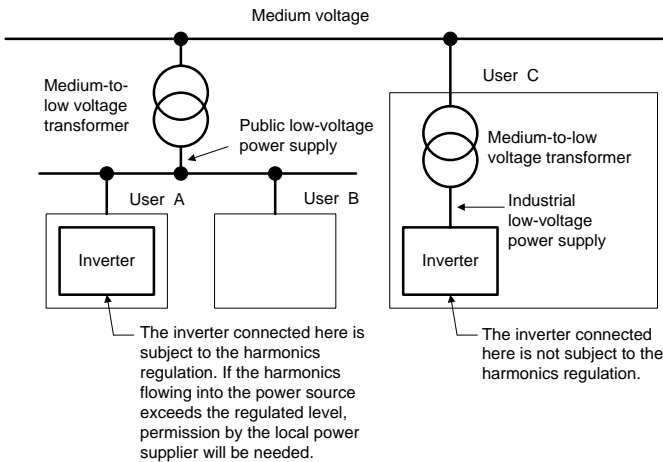 Medium voltage
User C
Medium-to-
low voltage
transformer
Public low-voltage
power supply
Medium-to-low
voltage transformer
User A
User B
Industrial
low-voltage
power supply
Inverter
Inverter
The inverter connected here is
subject to the harmonics
regulation. If the harmonics
flowing into the power source
exceeds the regulated level,
permission by the local power
supplier will be needed.
The inverter connected
here is not subject to the
harmonics regulation.